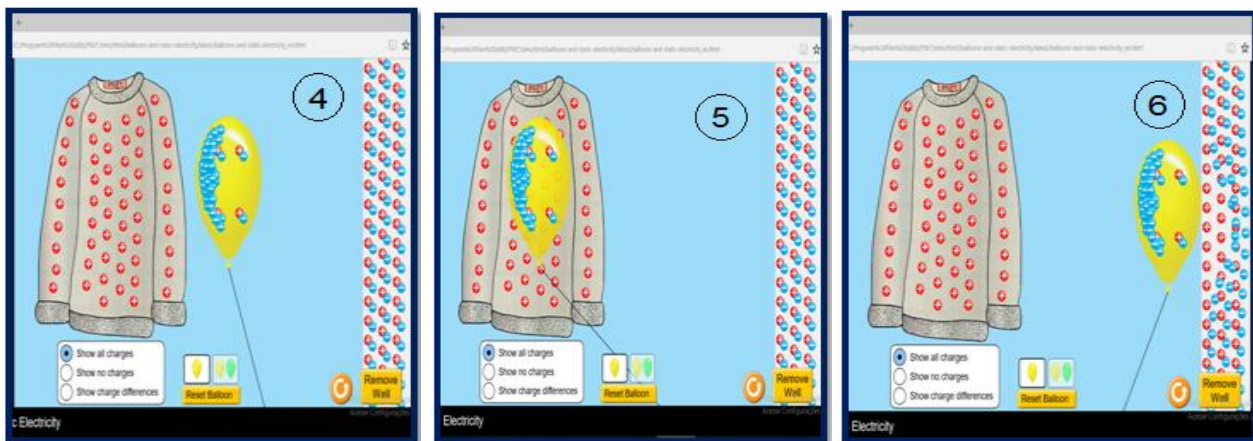 4
Show all charges
Show no charges
Show charge differences
Reset Balloon
Remove
Wall
c Electricity
5
Show all charges
Show no charges
Show charge differences
Reset Balloon
Remove
Wall
Electricity
6
Show all charges
Show no charges
Show charge differences
Reset Balloon
Remove
Wall
Electricity